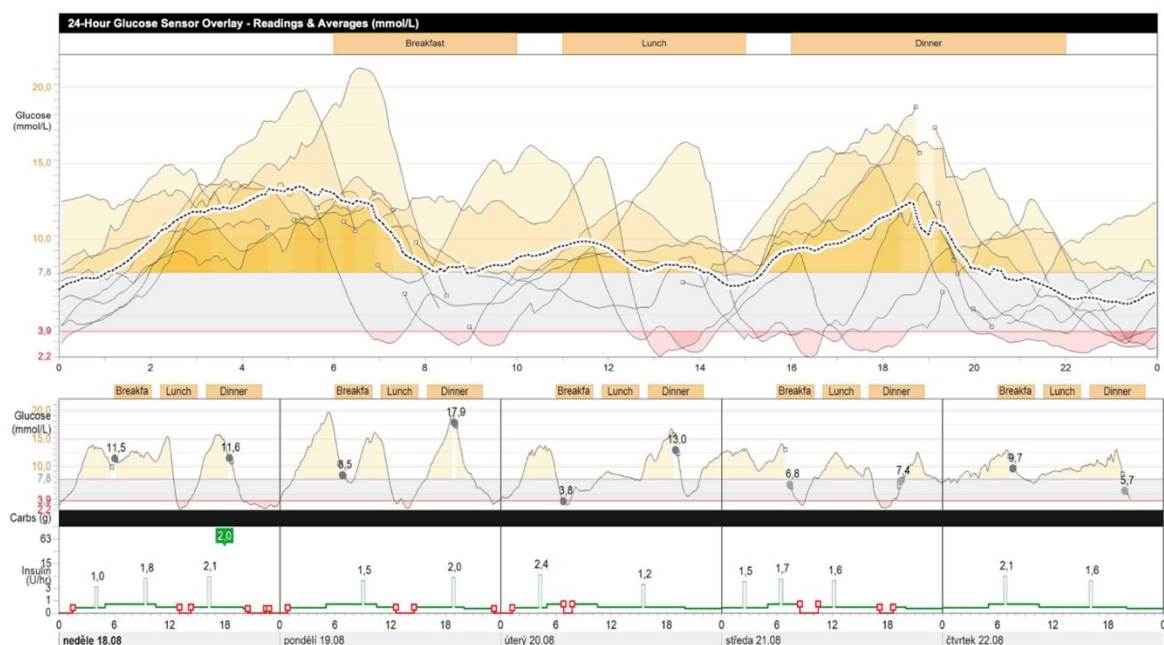 24-Hour Glucose Sensor Overlay - Readings & Averages (mmol/L)
Breakfast Lunch Dinner
20,0
Glucose
(mmol/L)
15,0
10,0
7,8
3,9
2,2
0 2 4 6 8 10 12 14 16 18 20 22 0
Breakfa Lunch Dinner Breakfa Lunch Dinner Breakfa Lunch Dinner Breakfa Lunch Dinner Breakfa Lunch Dinner
20,0
Glucose
(mmol/L)
15,0
10,0
7,8
3,9
2,2
11,5 11,6 8,5 17,9 3,8 13,0 6,8 7,4 9,7 5,7
Carbs (g)
2,0
63
15
Insulin
(U/hr)
3
1
0
1,0 1,8 2,1 1,5 2,0 2,4 1,2 1,5 1,7 1,6 2,1 1,6
0 6 12 18 0 6 12 18 0 6 12 18 0 6 12 18 0 6 12 18 0
neděle 18.08 pondělí 19.08 úterý 20.08 středa 21.08 čtvrtek 22.08